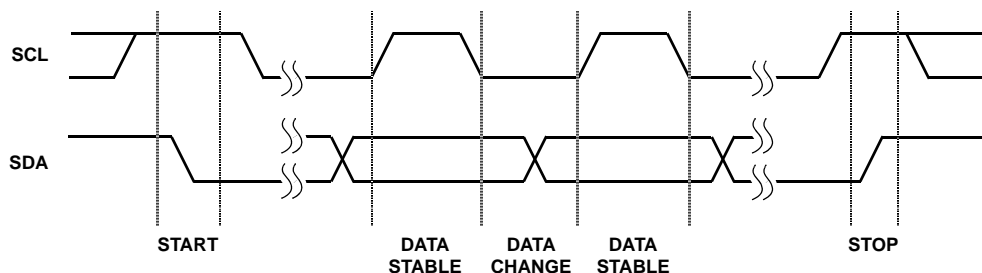 SCL
SDA
START
DATA
STABLE
DATA
CHANGE
DATA
STABLE
STOP